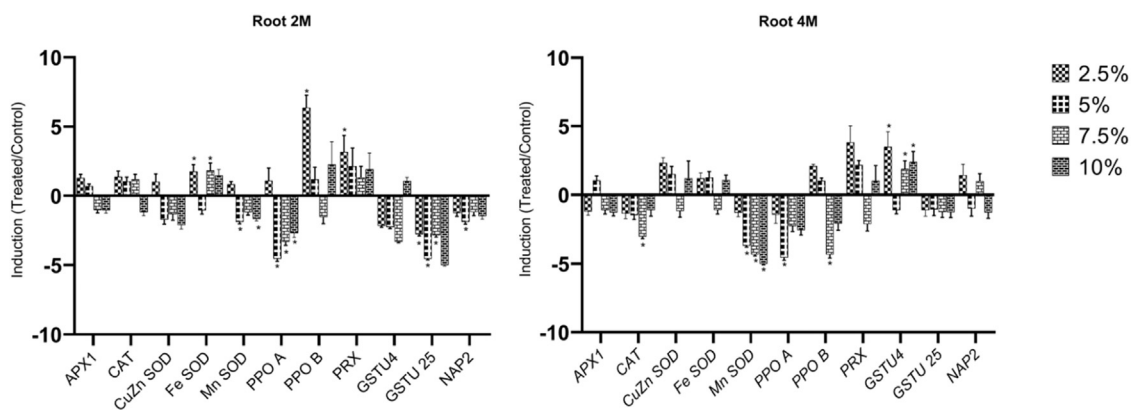 Root 2M
Root 4M
Induction (Treated/Control)
10
5
0
-5
-10
APX1
CAT
CuZn SOD
Fe SOD
Mn SOD
PPO A
PPO B
PRX
GSTU4
GSTU 25
NAP2
Induction (Treated/Control)
10
5
0
-5
-10
APX1
CAT
CuZn SOD
Fe SOD
Mn SOD
PPO A
PPO B
PRX
GSTU4
GSTU 25
NAP2
2.5%
5%
7.5%
10%